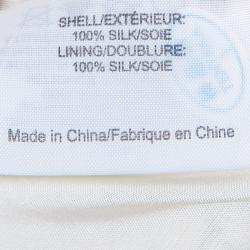 SHELL/EXTÉRIEUR:
100% SILK/SOIE
LINING/DOUBLURE:
100% SILK/SOIE
Made in China/Fabrique en Chine